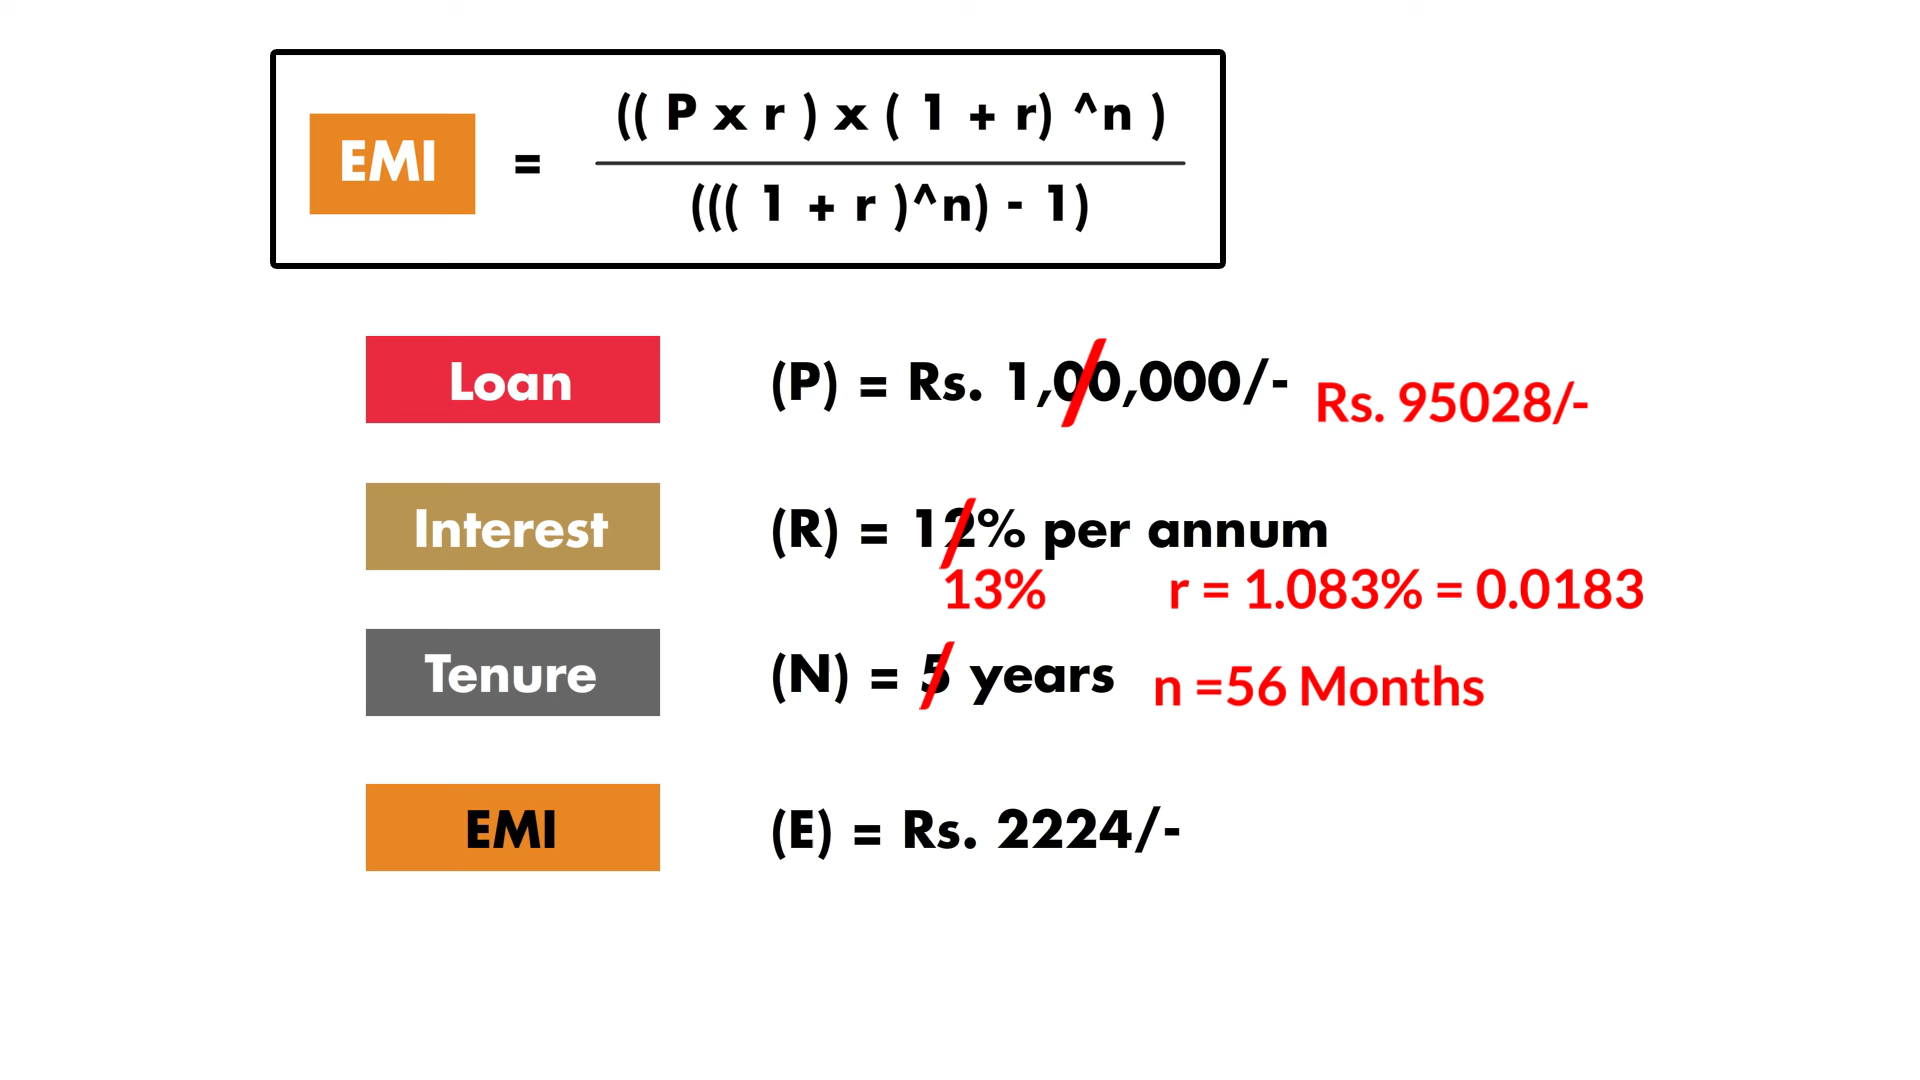 EMI = (( P x r ) x ( 1 + r) ^n )
((( 1 + r )^n) - 1)
Loan (P) = Rs. 1,00,000/- Rs. 95028/-
Interest (R) = 12% per annum
13% r = 1.083% = 0.0183
Tenure (N) = 5 years n =56 Months
EMI (E) = Rs. 2224/-